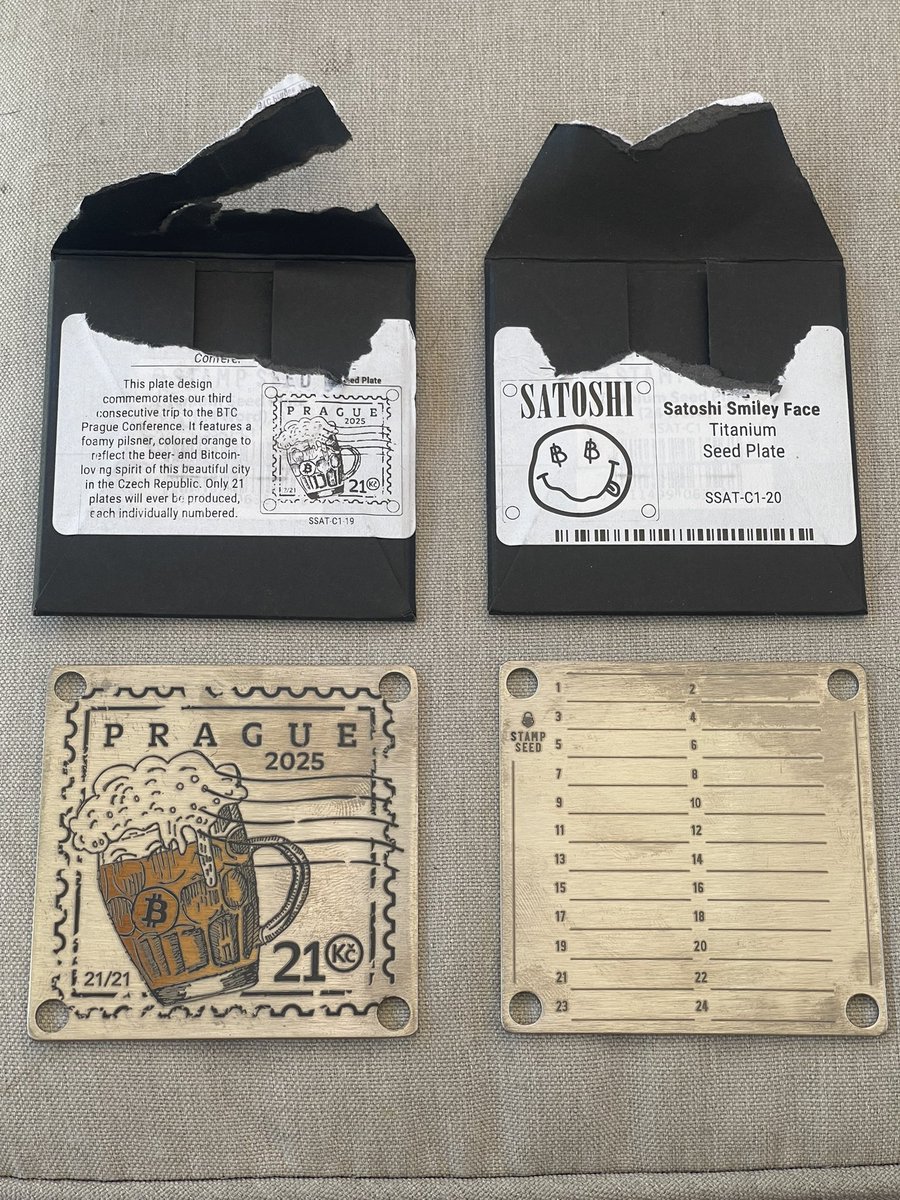 Confere
This plate design
commemorates our third
consecutive trip to the BTC
Prague Conference. It features a
foamy pilsner, colored orange to
reflect the beer- and Bitcoin-
loving spirit of this beautiful city
in the Czech Republic. Only 21
plates will ever be produced,
each individually numbered.
Seed Plate
PRAGUE
2025
21 Kč
SSAT-C1-19
SATOSHI
Satoshi Smiley Face
Titanium
Seed Plate
SSAT-C1-20
PRAGUE
2025
21 Kč
21/21
STAMP
SEED
1 2
3 4
5 6
7 8
9 10
11 12
13 14
15 16
17 18
19 20
21 22
23 24